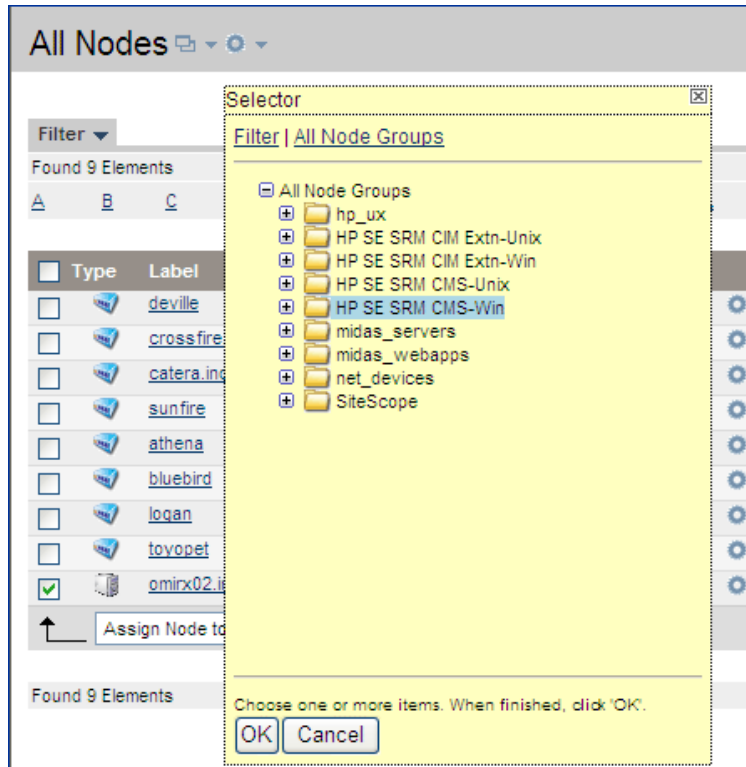 All Nodes
Selector
Filter
Filter | All Node Groups
Found 9 Elements
A B C
All Node Groups
hp_ux
HP SE SRM CIM Extn-Unix
HP SE SRM CIM Extn-Win
HP SE SRM CMS-Unix
HP SE SRM CMS-Win
midas_servers
midas_webapps
net_devices
SiteScope
Type Label
deville
crossfire
catera.ind
sunfire
athena
bluebird
logan
toyopet
omirx02.i
Assign Node to
Found 9 Elements
Choose one or more items. When finished, click 'OK'.
OK Cancel